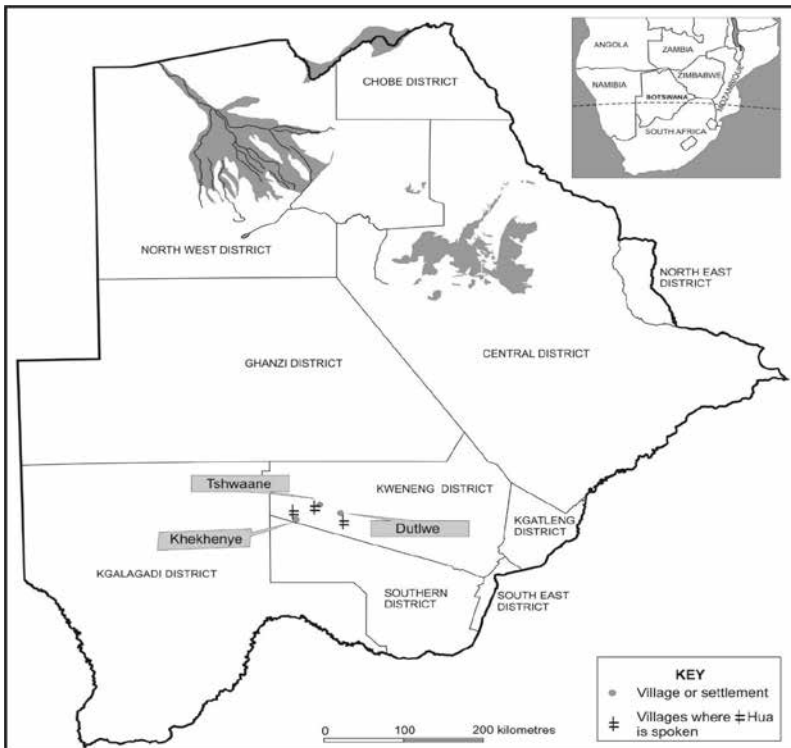 CHOBE DISTRICT
ANGOLA
ZAMBIA
ZIMBABWE
NAMIBIA
BOTSWANA
MOZAMBIQUE
SOUTH AFRICA
NORTH WEST DISTRICT
NORTH EAST
DISTRICT
GHANZI DISTRICT
CENTRAL DISTRICT
Tshwaane
KWENENG DISTRICT
Khekhenye
Dutlwe
KGATLENG
DISTRICT
KGALAGADI DISTRICT
SOUTHERN
DISTRICT
SOUTH EAST
DISTRICT
KEY
Village or settlement
Villages where ǂHua
is spoken
0 100 200 kilometres